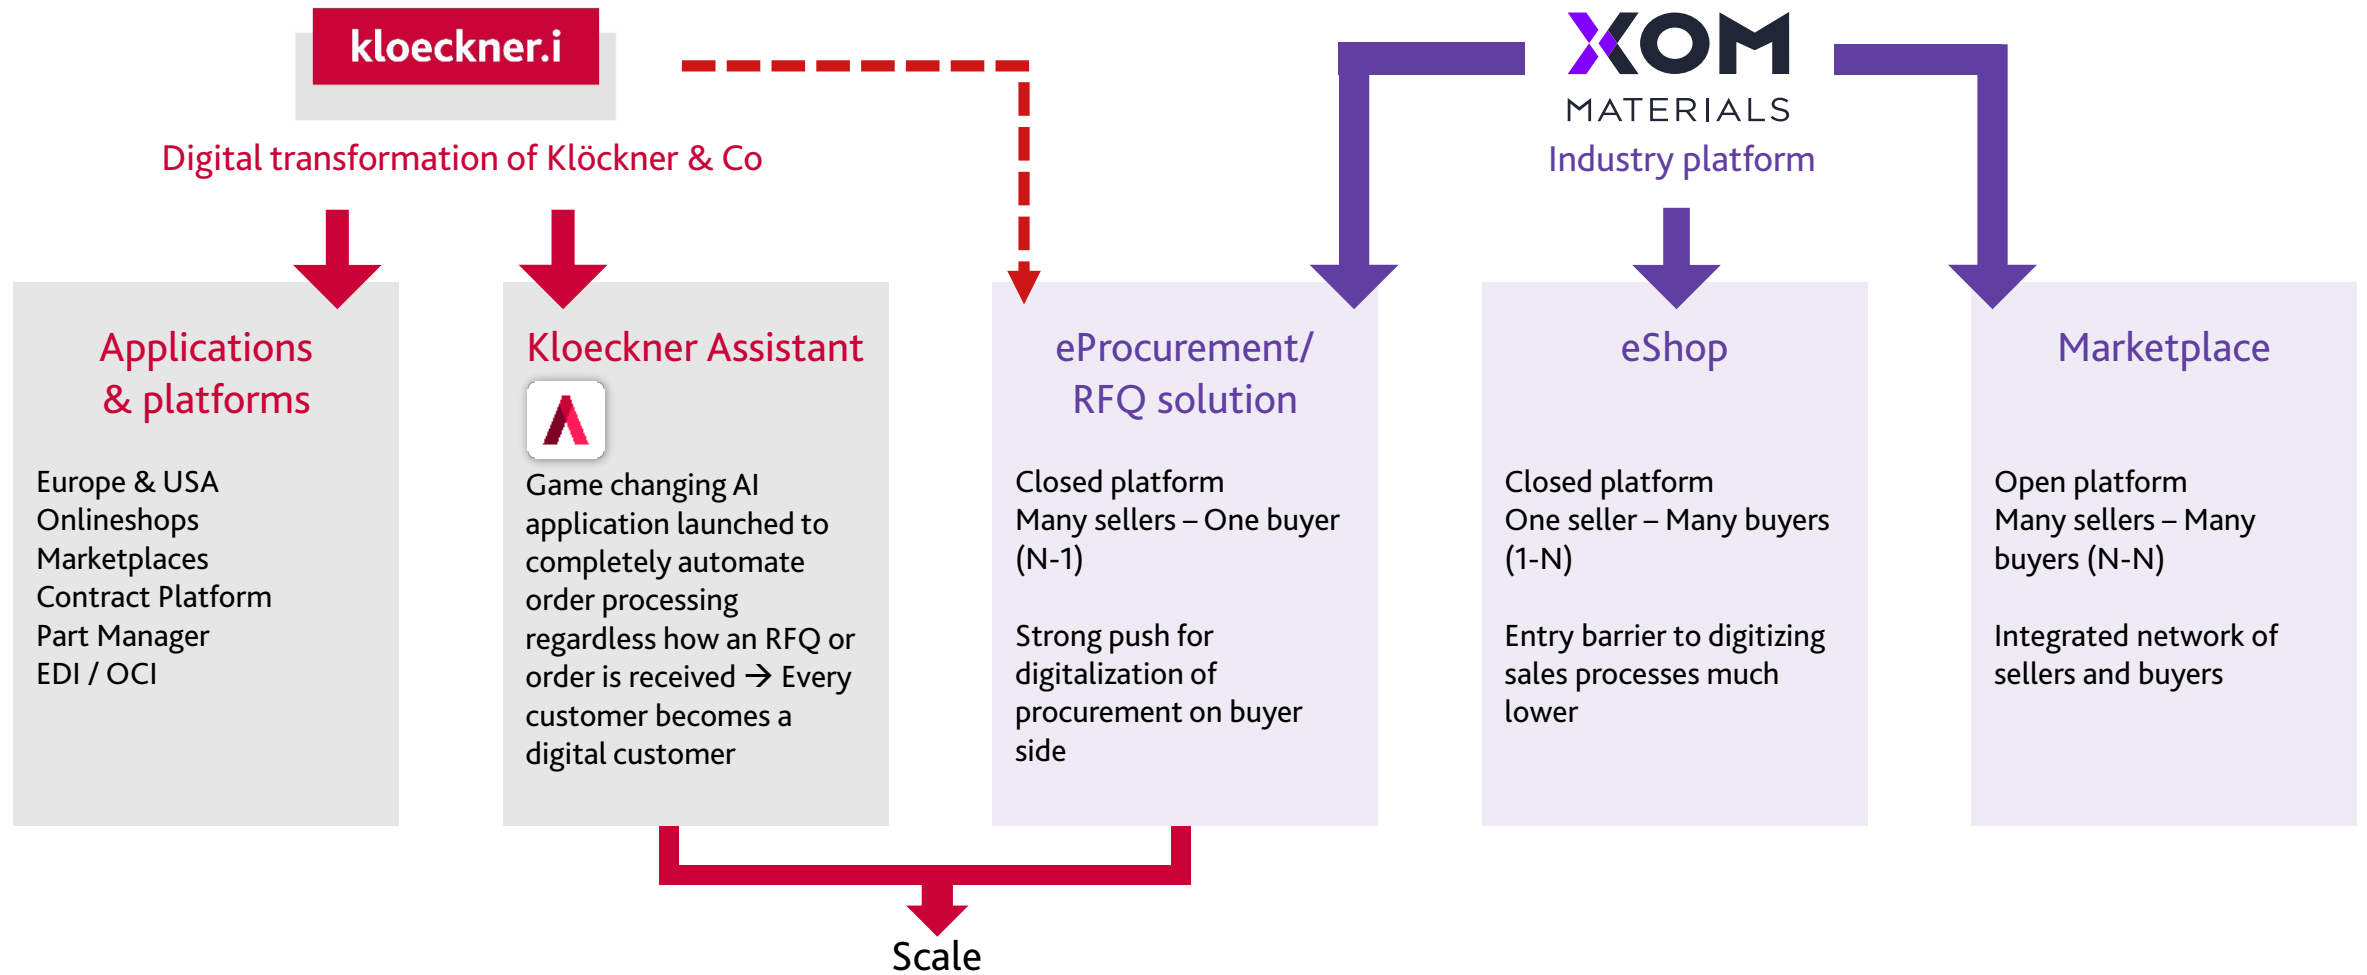 kloeckner.i
Digital transformation of Klöckner & Co
XOM
MATERIALS
Industry platform
Applications
& platforms
Europe & USA
Onlineshops
Marketplaces
Contract Platform
Part Manager
EDI / OCI
Kloeckner Assistant
Game changing AI
application launched to
completely automate
order processing
regardless how an RFQ or
order is received → Every
customer becomes a
digital customer
eProcurement/
RFQ solution
Closed platform
Many sellers – One buyer
(N-1)
Strong push for
digitalization of
procurement on buyer
side
eShop
Closed platform
One seller – Many buyers
(1-N)
Entry barrier to digitizing
sales processes much
lower
Marketplace
Open platform
Many sellers – Many
buyers (N-N)
Integrated network of
sellers and buyers
Scale